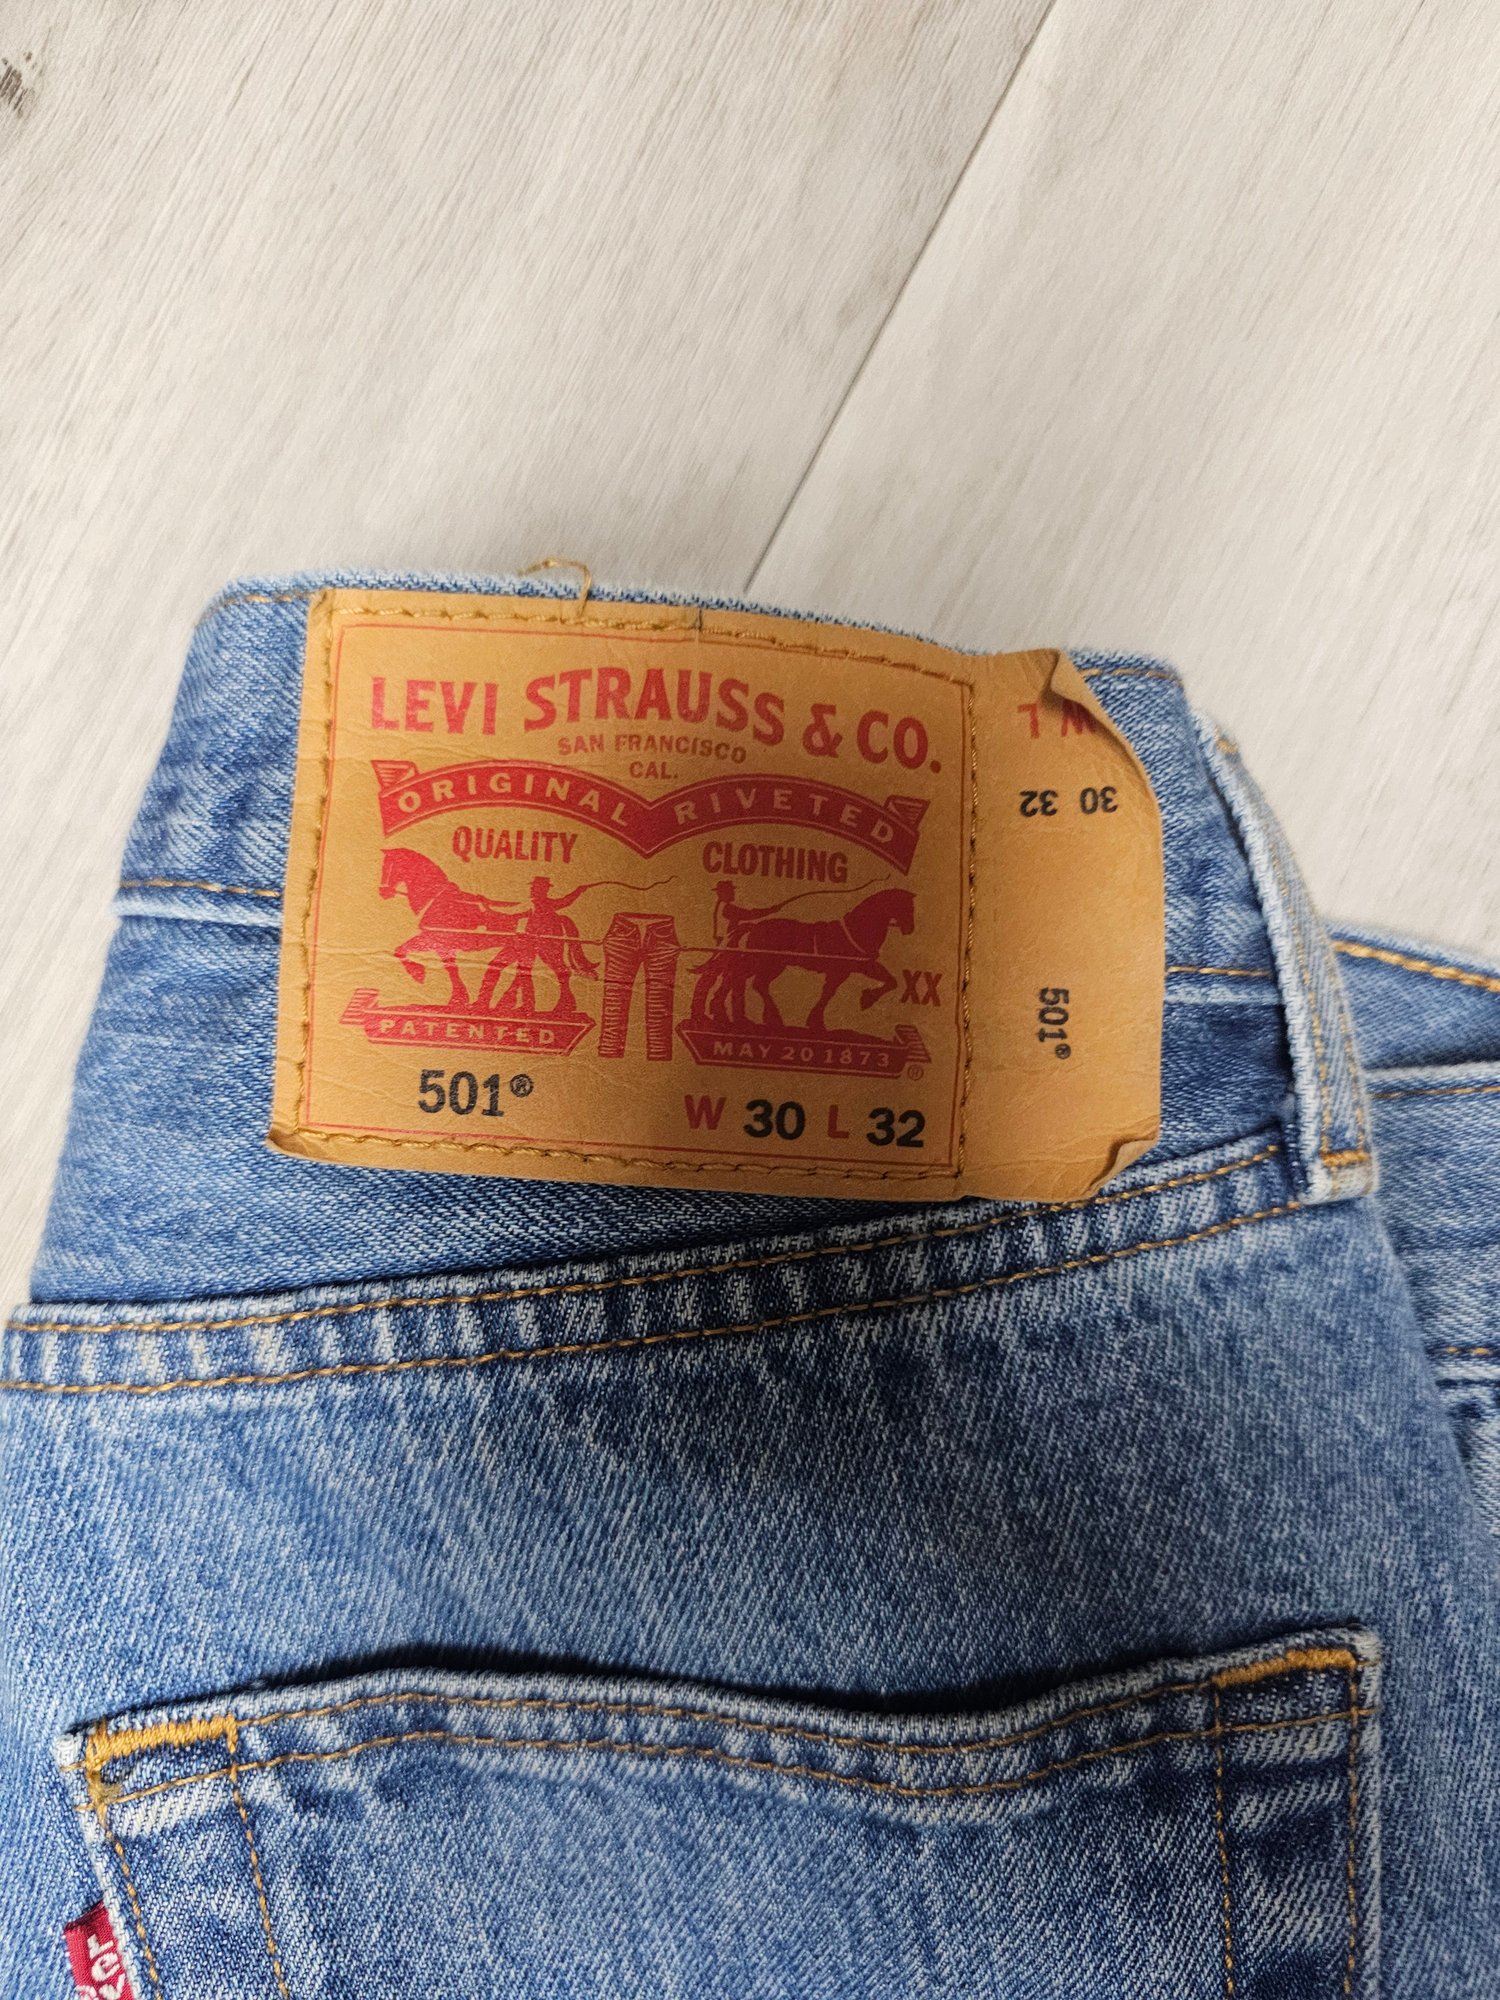 LEVI STRAUSS & CO.
SAN FRANCISCO
CAL.
ORIGINAL RIVETED
QUALITY CLOTHING
XX
PATENTED MAY 20 1873 ®
501® W 30 L 32
W L
30 32
501®
Levi